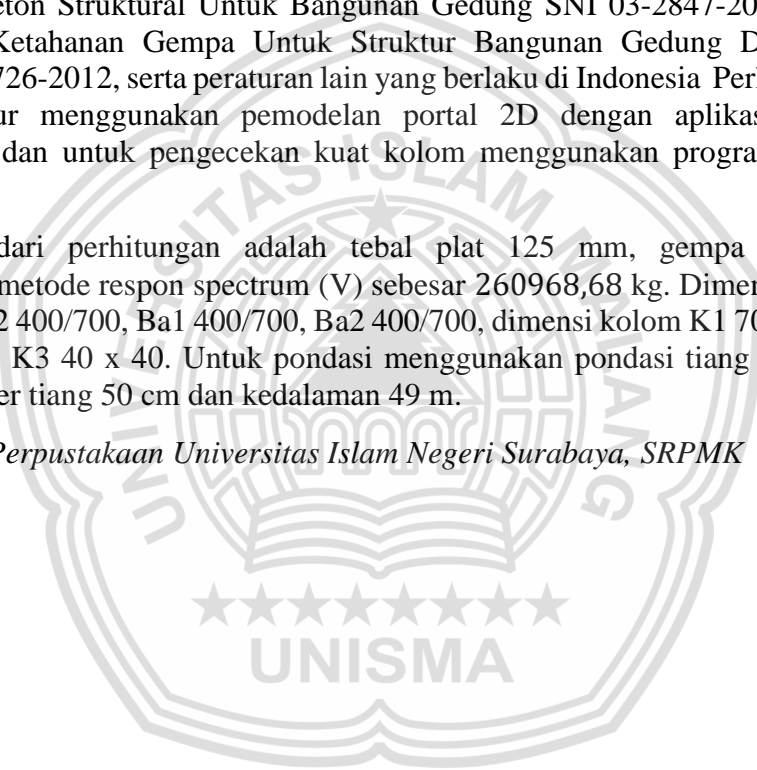 eton Struktural Untuk Bangunan Gedung SNI 03-2847-20
Ketahanan Gempa Untuk Struktur Bangunan Gedung D
726-2012, serta peraturan lain yang berlaku di Indonesia Perl
ur menggunakan pemodelan portal 2D dengan aplikas
dan untuk pengecekan kuat kolom menggunakan progra
dari perhitungan adalah tebal plat 125 mm, gempa
metode respon spectrum (V) sebesar 260968,68 kg. Dimen
2 400/700, Ba1 400/700, Ba2 400/700, dimensi kolom K1 70
K3 40 x 40. Untuk pondasi menggunakan pondasi tiang
er tiang 50 cm dan kedalaman 49 m.
Perpustakaan Universitas Islam Negeri Surabaya, SRPMK
UNIVERSITAS ISLAM MALANG
UNISMA